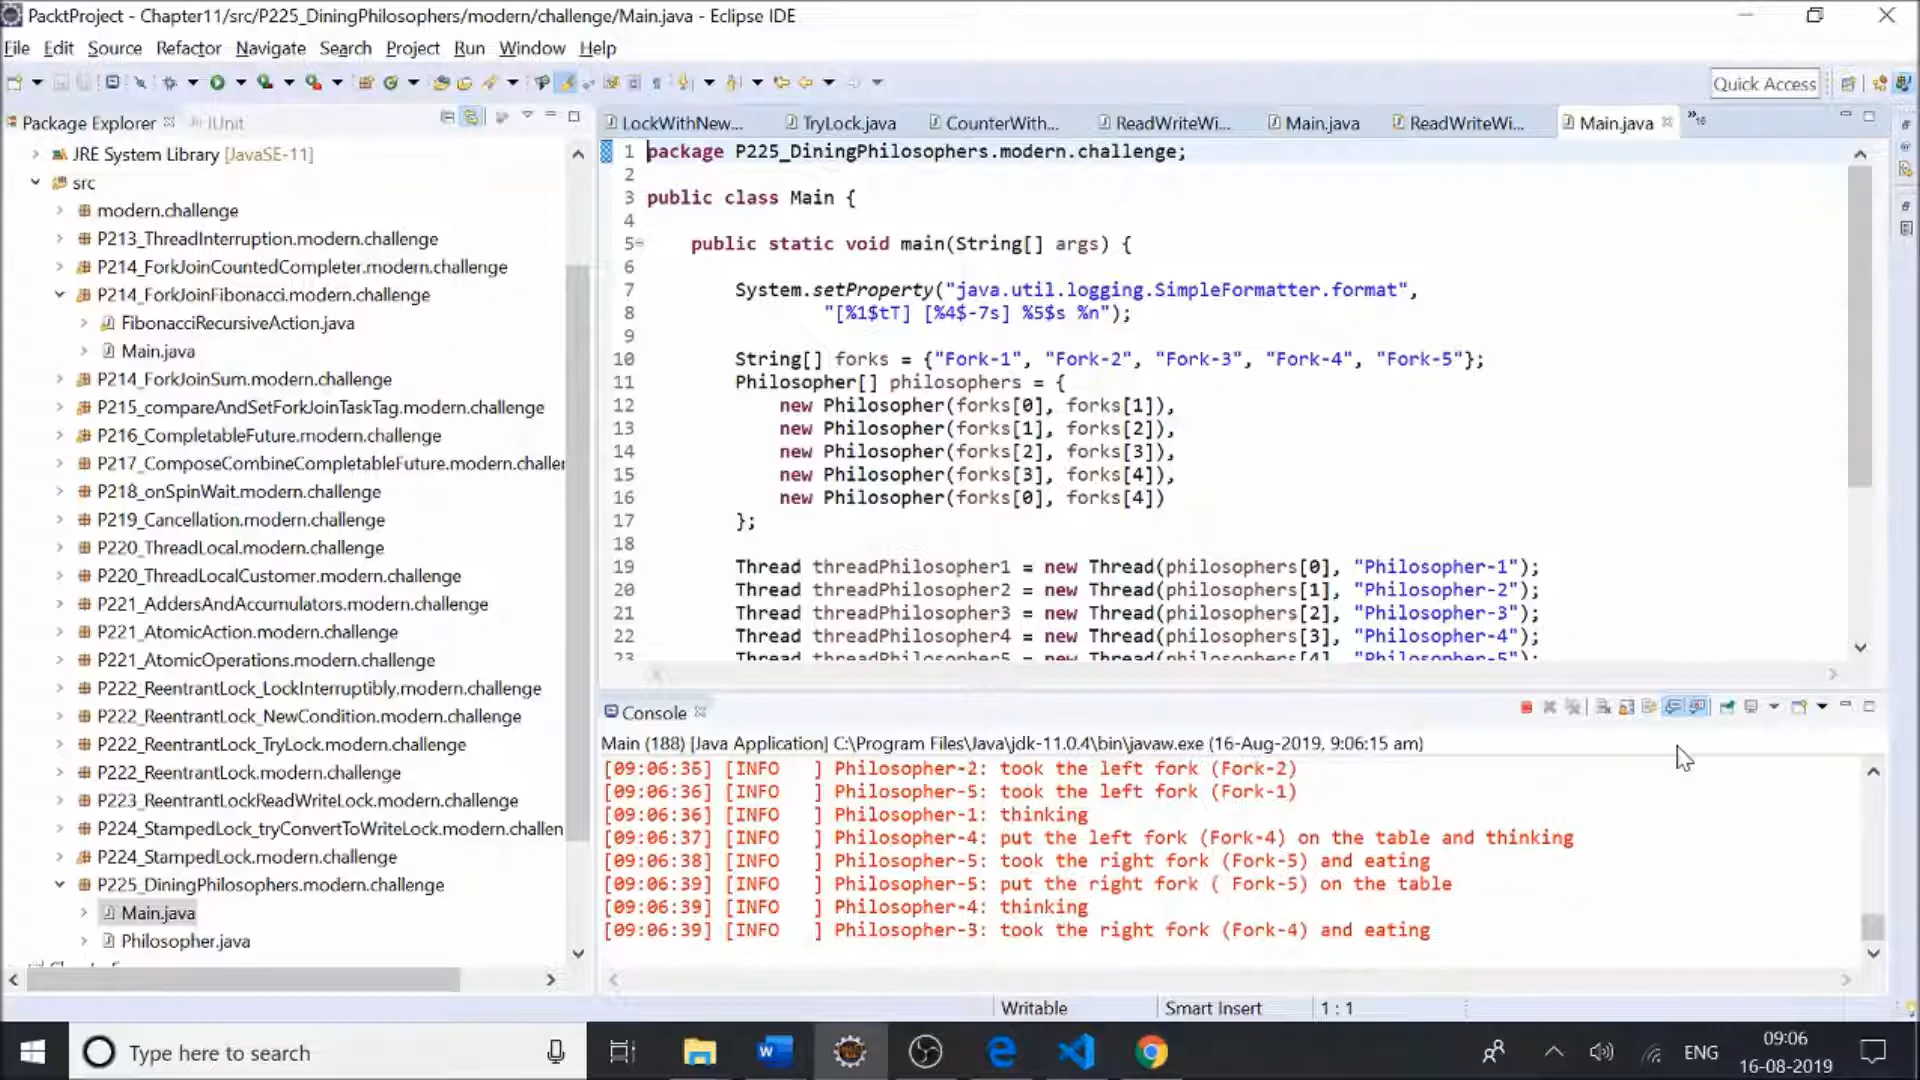 PacktProject - Chapter11/src/P225_DiningPhilosophers/modern/challenge/Main.java - Eclipse IDE
File Edit Source Refactor Navigate Search Project Run Window Help
Quick Access
Package Explorer JUnit
JRE System Library [JavaSE-11]
src
modern.challenge
P213_ThreadInterruption.modern.challenge
P214_ForkJoinCountedCompleter.modern.challenge
P214_ForkJoinFibonacci.modern.challenge
FibonacciRecursiveAction.java
Main.java
P214_ForkJoinSum.modern.challenge
P215_compareAndSetForkJoinTaskTag.modern.challenge
P216_CompletableFuture.modern.challenge
P217_ComposeCombineCompletableFuture.modern.challer
P218_onSpinWait.modern.challenge
P219_Cancellation.modern.challenge
P220_ThreadLocal.modern.challenge
P220_ThreadLocalCustomer.modern.challenge
P221_AddersAndAccumulators.modern.challenge
P221_AtomicAction.modern.challenge
P221_AtomicOperations.modern.challenge
P222_ReentrantLock_LockInterruptibly.modern.challenge
P222_ReentrantLock_NewCondition.modern.challenge
P222_ReentrantLock_TryLock.modern.challenge
P222_ReentrantLock.modern.challenge
P223_ReentrantLockReadWriteLock.modern.challenge
P224_StampedLock_tryConvertToWriteLock.modern.challen
P224_StampedLock.modern.challenge
P225_DiningPhilosophers.modern.challenge
Main.java
Philosopher.java
LockWithNew... TryLock.java CounterWith... ReadWriteWi... Main.java ReadWriteWi... Main.java »16
1 package P225_DiningPhilosophers.modern.challenge;
2
3 public class Main {
4
5 public static void main(String[] args) {
6
7 System.setProperty("java.util.logging.SimpleFormatter.format",
8 "[%1$tT] [%4$-7s] %5$s %n");
9
10 String[] forks = {"Fork-1", "Fork-2", "Fork-3", "Fork-4", "Fork-5"};
11 Philosopher[] philosophers = {
12 new Philosopher(forks[0], forks[1]),
13 new Philosopher(forks[1], forks[2]),
14 new Philosopher(forks[2], forks[3]),
15 new Philosopher(forks[3], forks[4]),
16 new Philosopher(forks[0], forks[4])
17 };
18
19 Thread threadPhilosopher1 = new Thread(philosophers[0], "Philosopher-1");
20 Thread threadPhilosopher2 = new Thread(philosophers[1], "Philosopher-2");
21 Thread threadPhilosopher3 = new Thread(philosophers[2], "Philosopher-3");
22 Thread threadPhilosopher4 = new Thread(philosophers[3], "Philosopher-4");
23 Thread threadPhilosopher5 = new Thread(philosophers[4], "Philosopher-5");
Console
Main (188) [Java Application] C:\Program Files\Java\jdk-11.0.4\bin\javaw.exe (16-Aug-2019, 9:06:15 am)
[09:06:36] [INFO ] Philosopher-2: took the left fork (Fork-2)
[09:06:36] [INFO ] Philosopher-5: took the left fork (Fork-1)
[09:06:36] [INFO ] Philosopher-1: thinking
[09:06:37] [INFO ] Philosopher-4: put the left fork (Fork-4) on the table and thinking
[09:06:38] [INFO ] Philosopher-5: took the right fork (Fork-5) and eating
[09:06:39] [INFO ] Philosopher-5: put the right fork ( Fork-5) on the table
[09:06:39] [INFO ] Philosopher-4: thinking
[09:06:39] [INFO ] Philosopher-3: took the right fork (Fork-4) and eating
Writable Smart Insert 1 : 1
Type here to search
ENG
09:06
16-08-2019